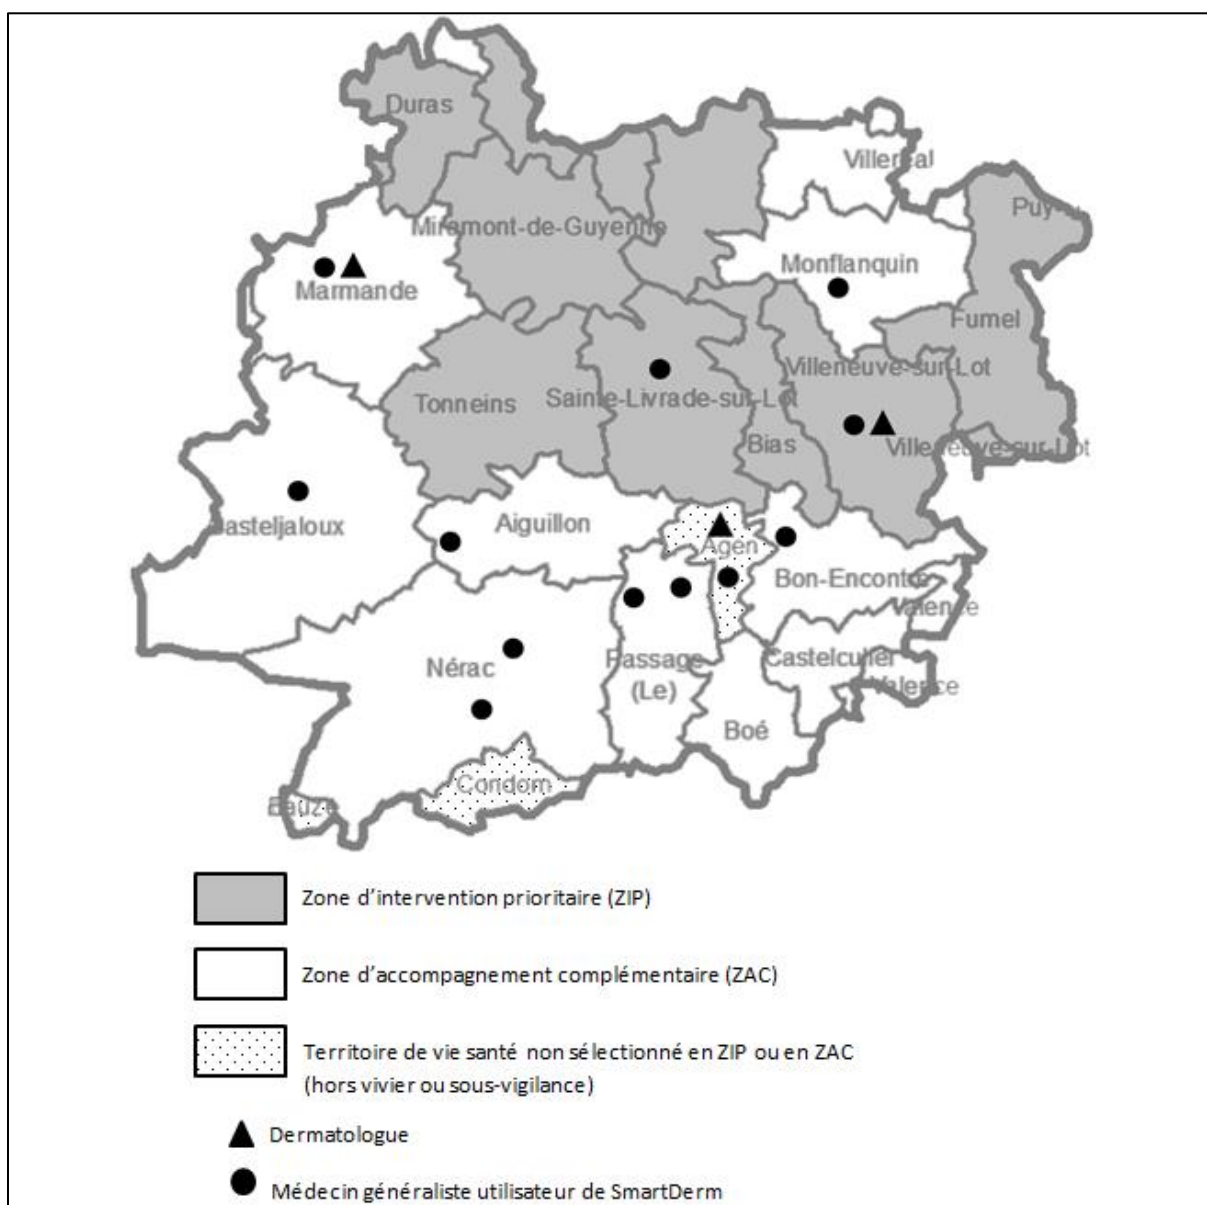 Duras
Villeréal
Puy-l'
Miramont-de-Guyenne
Monflanquin
Marmande
Fumel
Villeneuve-sur-Lot
Tonneins
Sainte-Livrade-sur-Lot
Bias
Villeneuve-sur-Lot
Casteljaloux
Aiguillon
Agen
Bon-Encontre
Valence
Nérac
Passage
(Le)
Castelculier
Valence
Boé
Condom
Eauze
Zone d'intervention prioritaire (ZIP)
Zone d'accompagnement complémentaire (ZAC)
Territoire de vie santé non sélectionné en ZIP ou en ZAC
(hors vivier ou sous-vigilance)
Dermatologue
Médecin généraliste utilisateur de SmartDerm